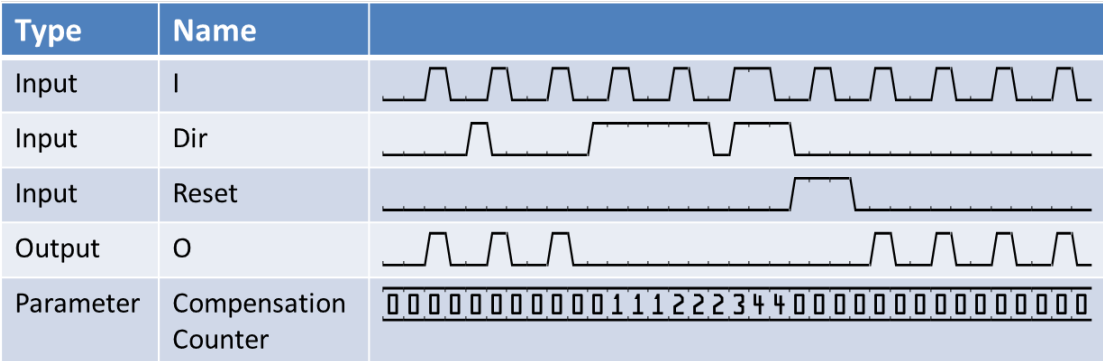 Type Name
Input I
Input Dir
Input Reset
Output O
Parameter Compensation Counter 0 0 0 0 0 0 0 0 0 0 0 1 1 1 2 2 2 3 4 4 0 0 0 0 0 0 0 0 0 0 0 0 0 0 0